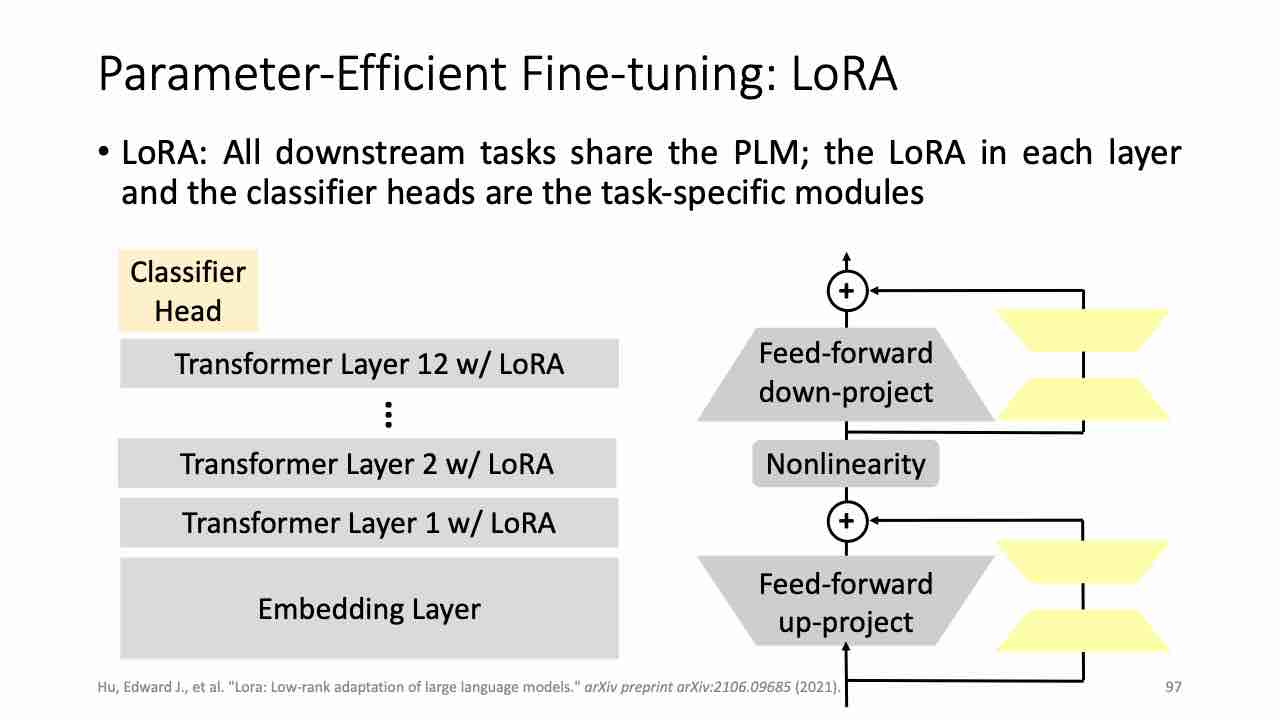 Parameter-Efficient Fine-tuning: LoRA
• LoRA: All downstream tasks share the PLM; the LoRA in each layer
and the classifier heads are the task-specific modules
Classifier
Head
Transformer Layer 12 w/ LoRA
⋮
Transformer Layer 2 w/ LoRA
Transformer Layer 1 w/ LoRA
Embedding Layer
+
Feed-forward
down-project
Nonlinearity
+
Feed-forward
up-project
Hu, Edward J., et al. "Lora: Low-rank adaptation of large language models." arXiv preprint arXiv:2106.09685 (2021).
97